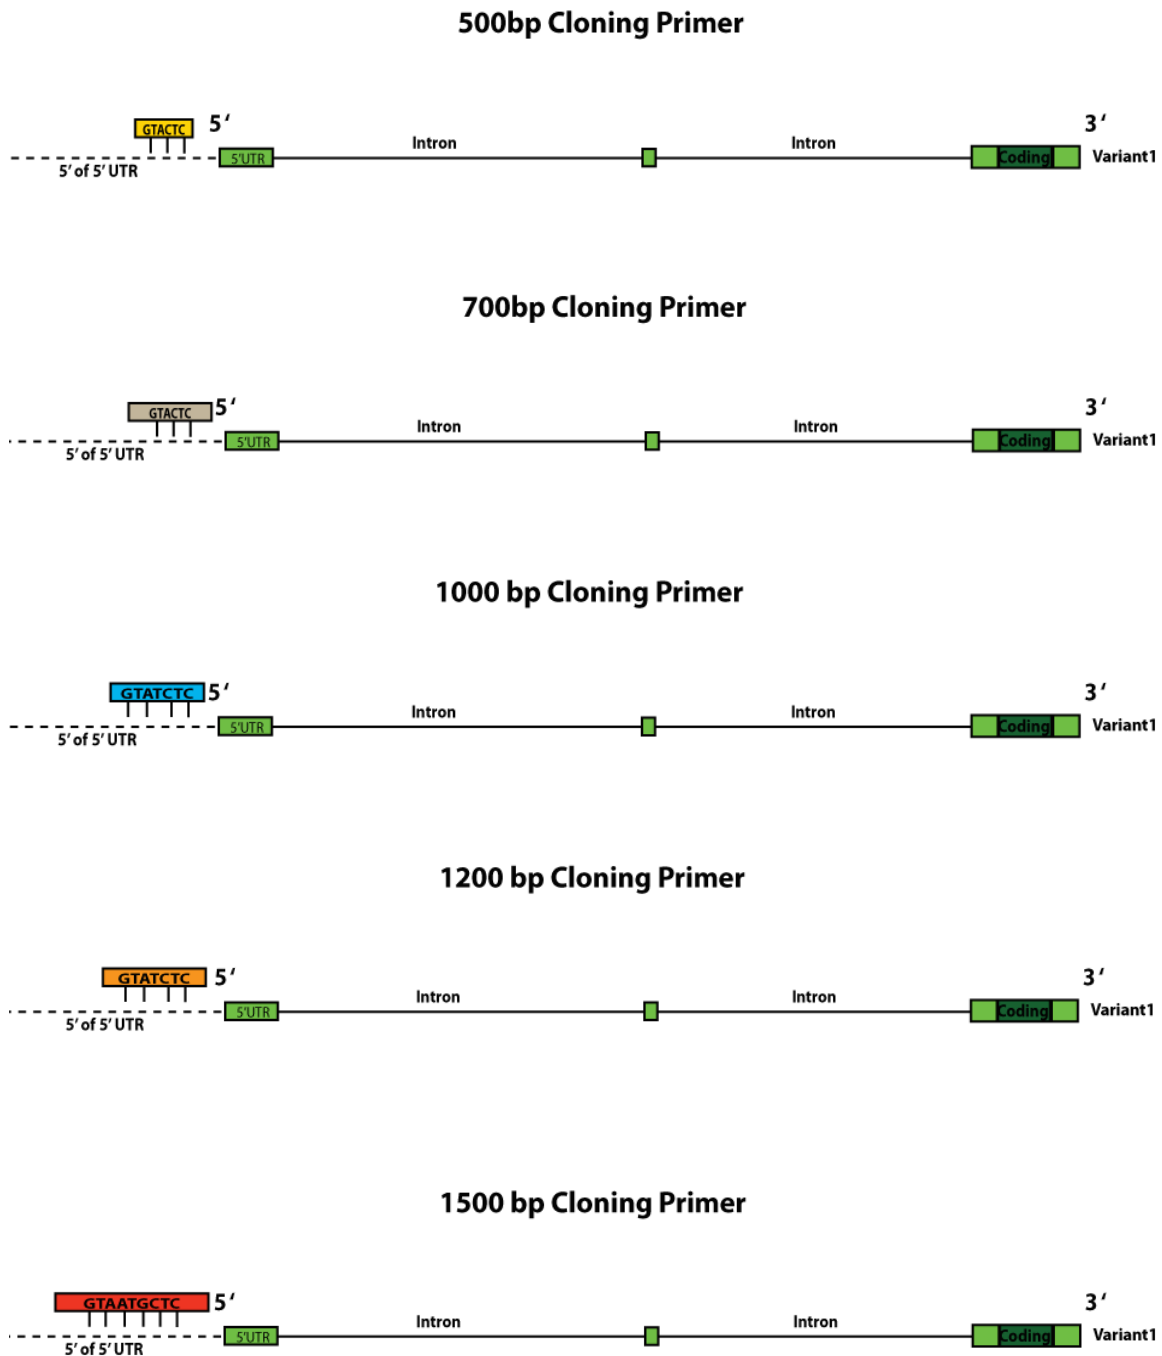 500bp Cloning Primer
GTACTC 5‘ 3‘
Intron Intron
5‘UTR Coding Variant1
5’ of 5’ UTR
700bp Cloning Primer
GTACTC 5‘ 3‘
Intron Intron
5‘UTR Coding Variant1
5’ of 5’ UTR
1000 bp Cloning Primer
GTATCTC 5‘ 3‘
Intron Intron
5‘UTR Coding Variant1
5’ of 5’ UTR
1200 bp Cloning Primer
GTATCTC 5‘ 3‘
Intron Intron
5‘UTR Coding Variant1
5’ of 5’ UTR
1500 bp Cloning Primer
GTAATGCTC 5‘ 3‘
Intron Intron
5‘UTR Coding Variant1
5’ of 5’ UTR